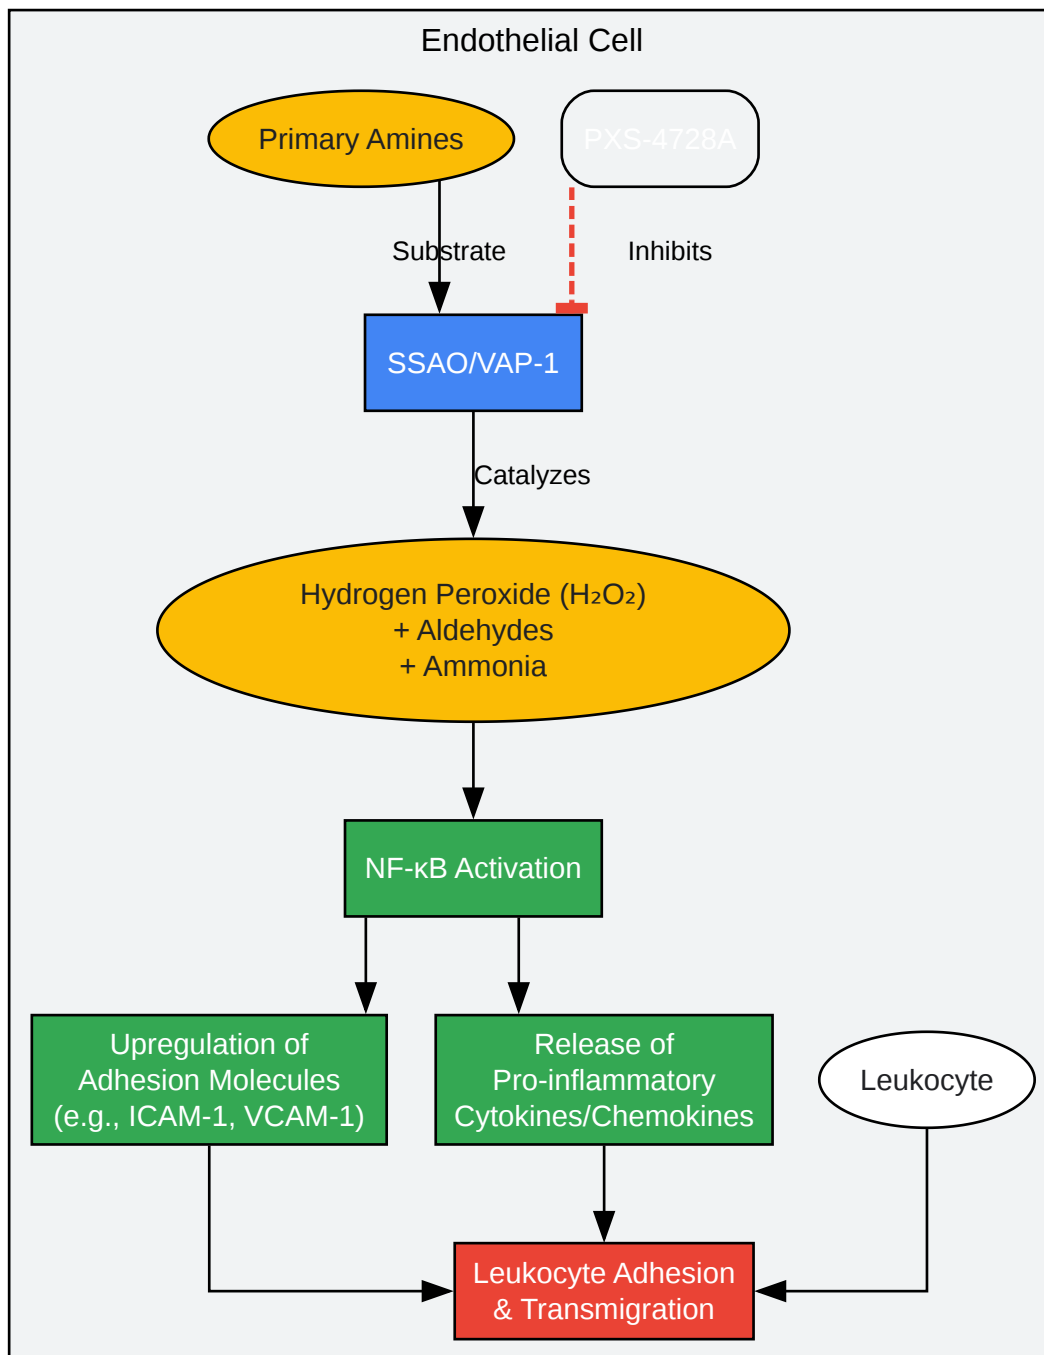 Endothelial Cell
Primary Amines
PXS-4728A
Substrate
Inhibits
SSAO/VAP-1
Catalyzes
Hydrogen Peroxide (H₂O₂)
+ Aldehydes
+ Ammonia
NF-κB Activation
Upregulation of
Adhesion Molecules
(e.g., ICAM-1, VCAM-1)
Release of
Pro-inflammatory
Cytokines/Chemokines
Leukocyte
Leukocyte Adhesion
& Transmigration